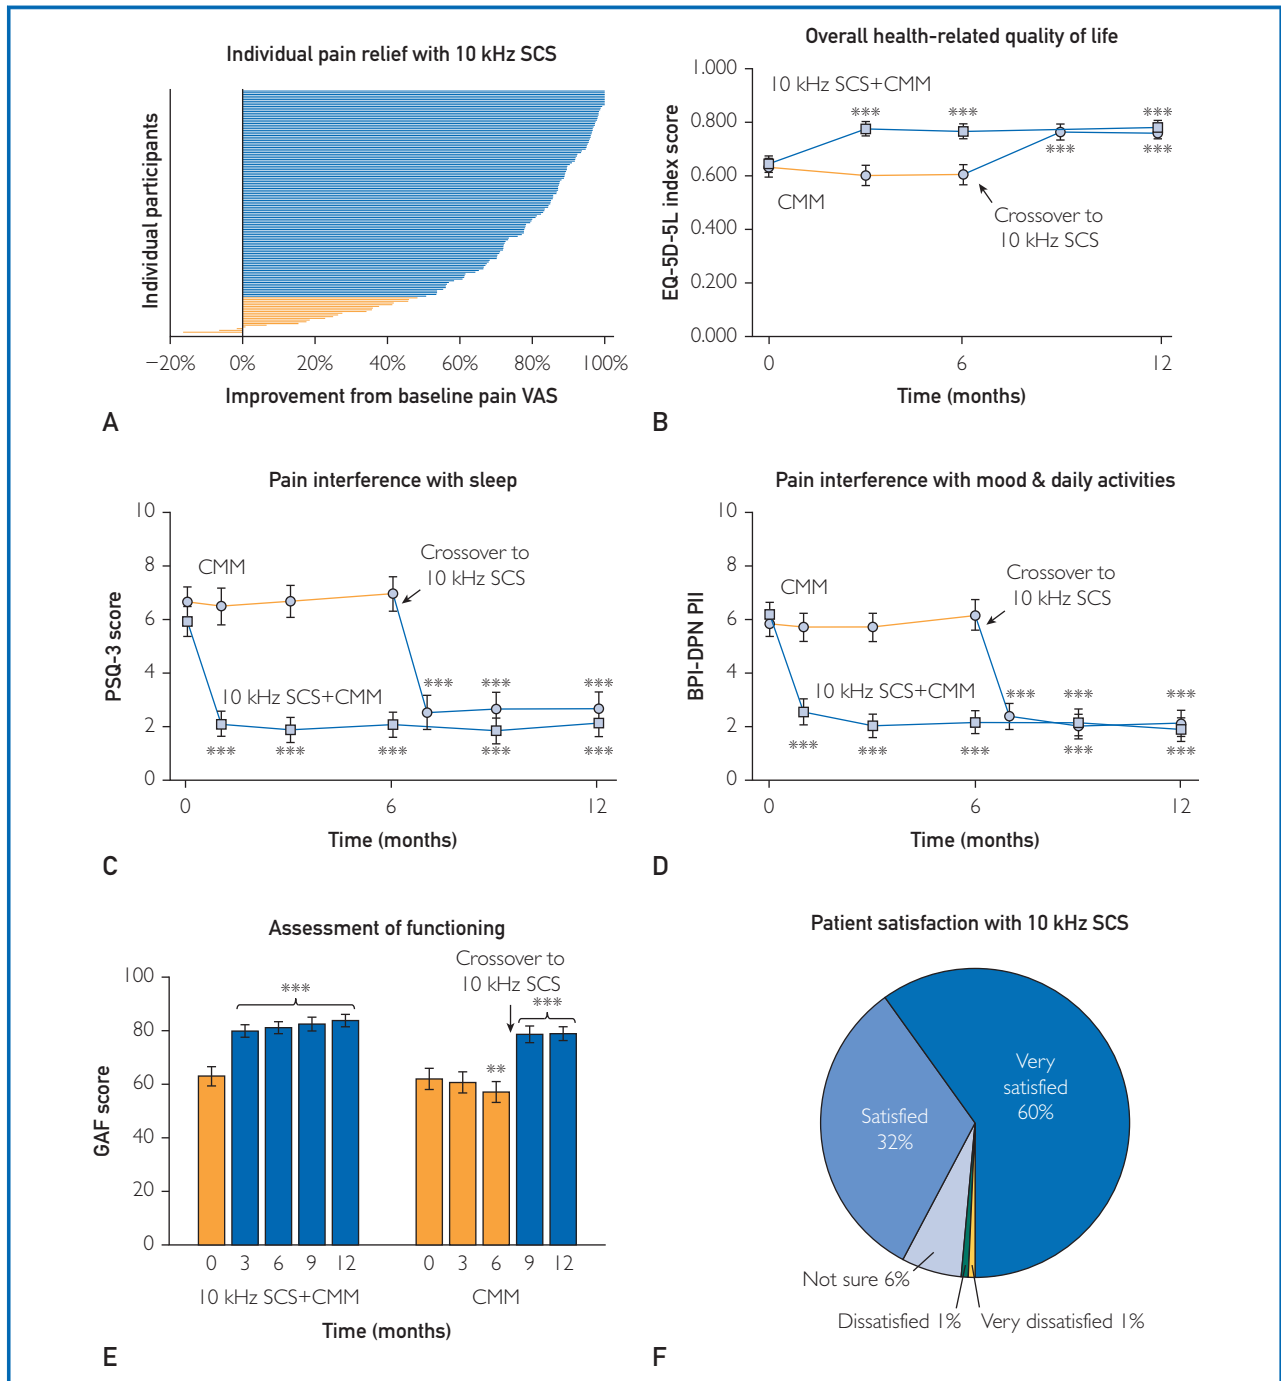 Individual pain relief with 10 kHz SCS
Individual participants
−20%
0%
20%
40%
60%
80%
100%
Improvement from baseline pain VAS
A
Overall health-related quality of life
1.000
0.800
0.600
0.400
0.200
0.000
EQ-5D-5L index score
10 kHz SCS+CMM
***
***
***
***
***
CMM
Crossover to
10 kHz SCS
0
6
12
Time (months)
B
Pain interference with sleep
10
8
6
4
2
0
PSQ-3 score
CMM
Crossover to
10 kHz SCS
10 kHz SCS+CMM
***
***
***
***
***
***
***
***
0
6
12
Time (months)
C
Pain interference with mood & daily activities
10
8
6
4
2
0
BPI-DPN PII
CMM
Crossover to
10 kHz SCS
10 kHz SCS+CMM
***
***
***
***
***
***
***
***
0
6
12
Time (months)
D
Assessment of functioning
100
80
60
40
20
0
GAF score
***
Crossover to
10 kHz SCS
***
**
0
3
6
9
12
0
3
6
9
12
10 kHz SCS+CMM
CMM
Time (months)
E
Patient satisfaction with 10 kHz SCS
Very
satisfied
60%
Satisfied
32%
Not sure 6%
Dissatisfied 1%
Very dissatisfied 1%
F